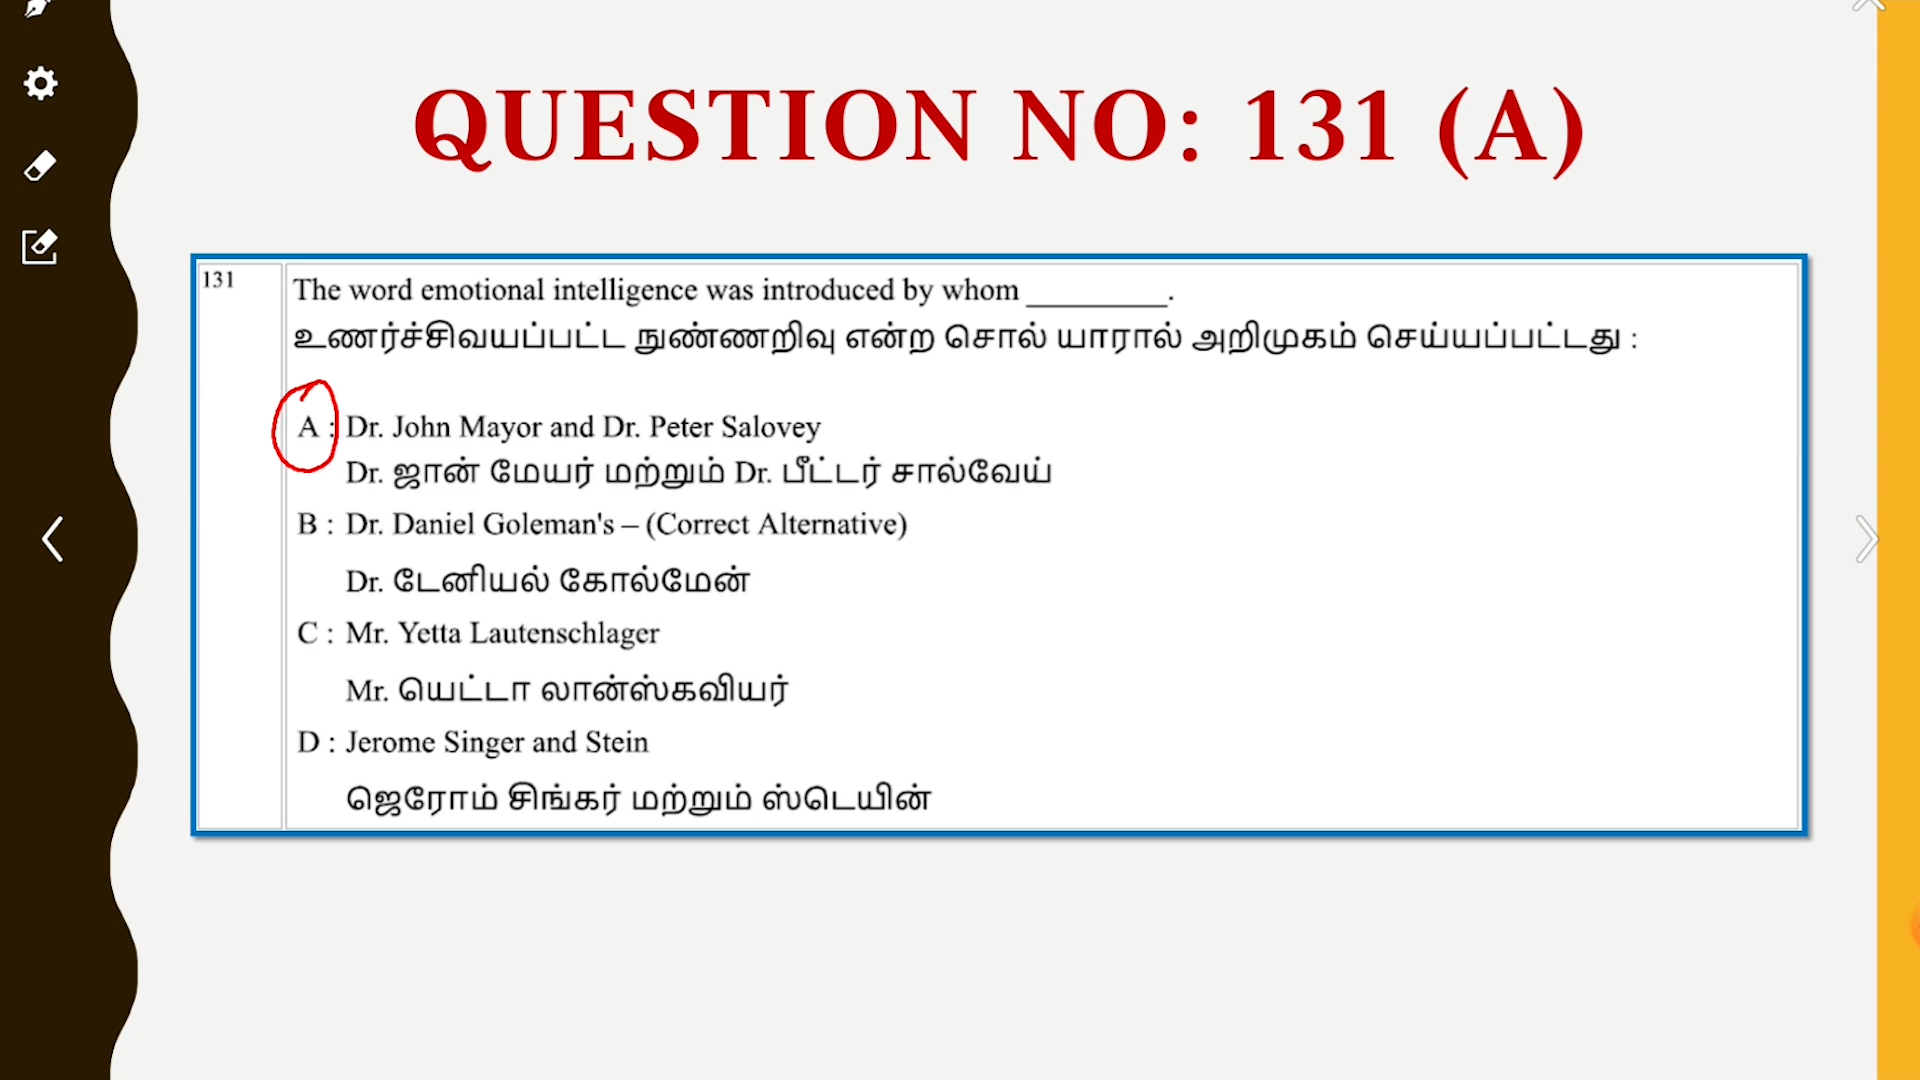 QUESTION NO: 131 (A)
131
The word emotional intelligence was introduced by whom _________.
உணர்ச்சிவயப்பட்ட நுண்ணறிவு என்ற சொல் யாரால் அறிமுகம் செய்யப்பட்டது :
A : Dr. John Mayor and Dr. Peter Salovey
Dr. ஜான் மேயர் மற்றும் Dr. பீட்டர் சால்வேய்
B : Dr. Daniel Goleman's – (Correct Alternative)
Dr. டேனியல் கோல்மேன்
C : Mr. Yetta Lautenschlager
Mr. யெட்டா லான்ஸ்கவியர்
D : Jerome Singer and Stein
ஜெரோம் சிங்கர் மற்றும் ஸ்டெயின்